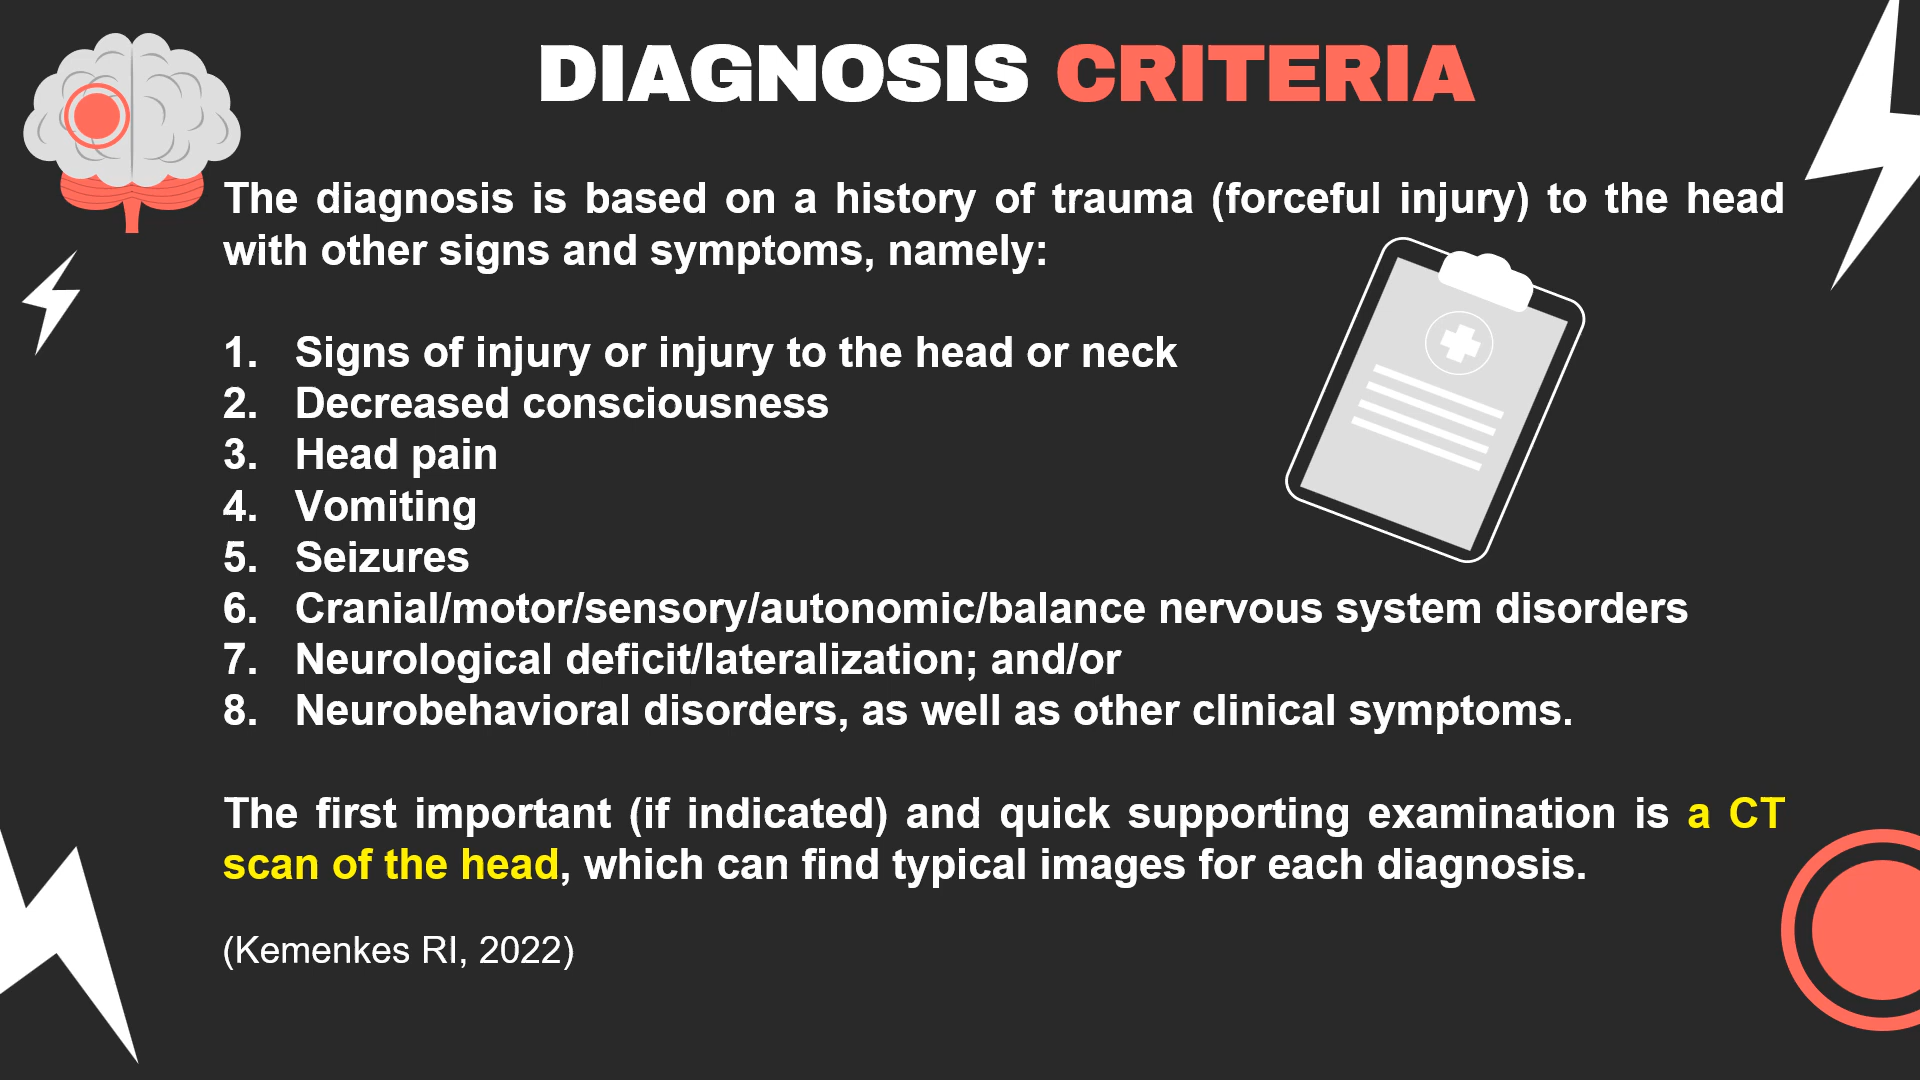 DIAGNOSIS CRITERIA
The diagnosis is based on a history of trauma (forceful injury) to the head
with other signs and symptoms, namely:
1. Signs of injury or injury to the head or neck
2. Decreased consciousness
3. Head pain
4. Vomiting
5. Seizures
6. Cranial/motor/sensory/autonomic/balance nervous system disorders
7. Neurological deficit/lateralization; and/or
8. Neurobehavioral disorders, as well as other clinical symptoms.
The first important (if indicated) and quick supporting examination is a CT
scan of the head, which can find typical images for each diagnosis.
(Kemenkes RI, 2022)